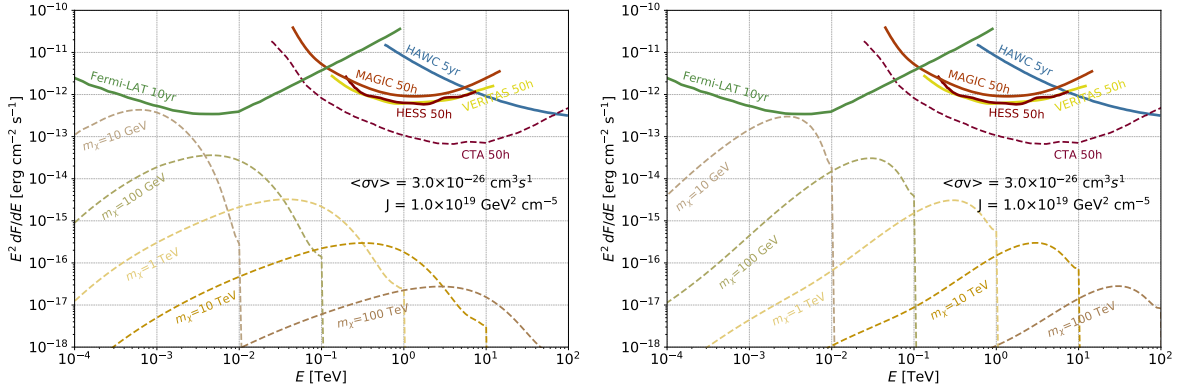 10⁻¹⁰
10⁻¹¹
10⁻¹²
10⁻¹³
10⁻¹⁴
10⁻¹⁵
10⁻¹⁶
10⁻¹⁷
10⁻¹⁸
E² dF/dE [erg cm⁻² s⁻¹]
HAWC 5yr
Fermi-LAT 10yr
MAGIC 50h
VERITAS 50h
HESS 50h
CTA 50h
mχ=10 GeV
mχ=100 GeV
<σv> = 3.0×10⁻²⁶ cm³s¹
J = 1.0×10¹⁹ GeV² cm⁻⁵
mχ=1 TeV
mχ=10 TeV
mχ=100 TeV
10⁻⁴ 10⁻³ 10⁻² 10⁻¹ 10⁰ 10¹ 10²
E [TeV]
10⁻¹⁰
10⁻¹¹
10⁻¹²
10⁻¹³
10⁻¹⁴
10⁻¹⁵
10⁻¹⁶
10⁻¹⁷
10⁻¹⁸
E² dF/dE [erg cm⁻² s⁻¹]
HAWC 5yr
Fermi-LAT 10yr
MAGIC 50h
VERITAS 50h
HESS 50h
CTA 50h
mχ=10 GeV
<σv> = 3.0×10⁻²⁶ cm³s¹
J = 1.0×10¹⁹ GeV² cm⁻⁵
mχ=100 GeV
mχ=1 TeV
mχ=10 TeV
mχ=100 TeV
10⁻⁴ 10⁻³ 10⁻² 10⁻¹ 10⁰ 10¹ 10²
E [TeV]